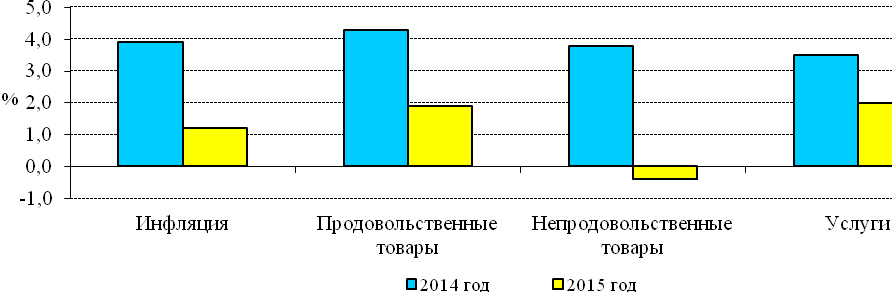 5,0
4,0
3,0
% 2,0
1,0
0,0
-1,0
Инфляция Продовольственные Непродовольственные Услуги
товары товары
2014 год 2015 год